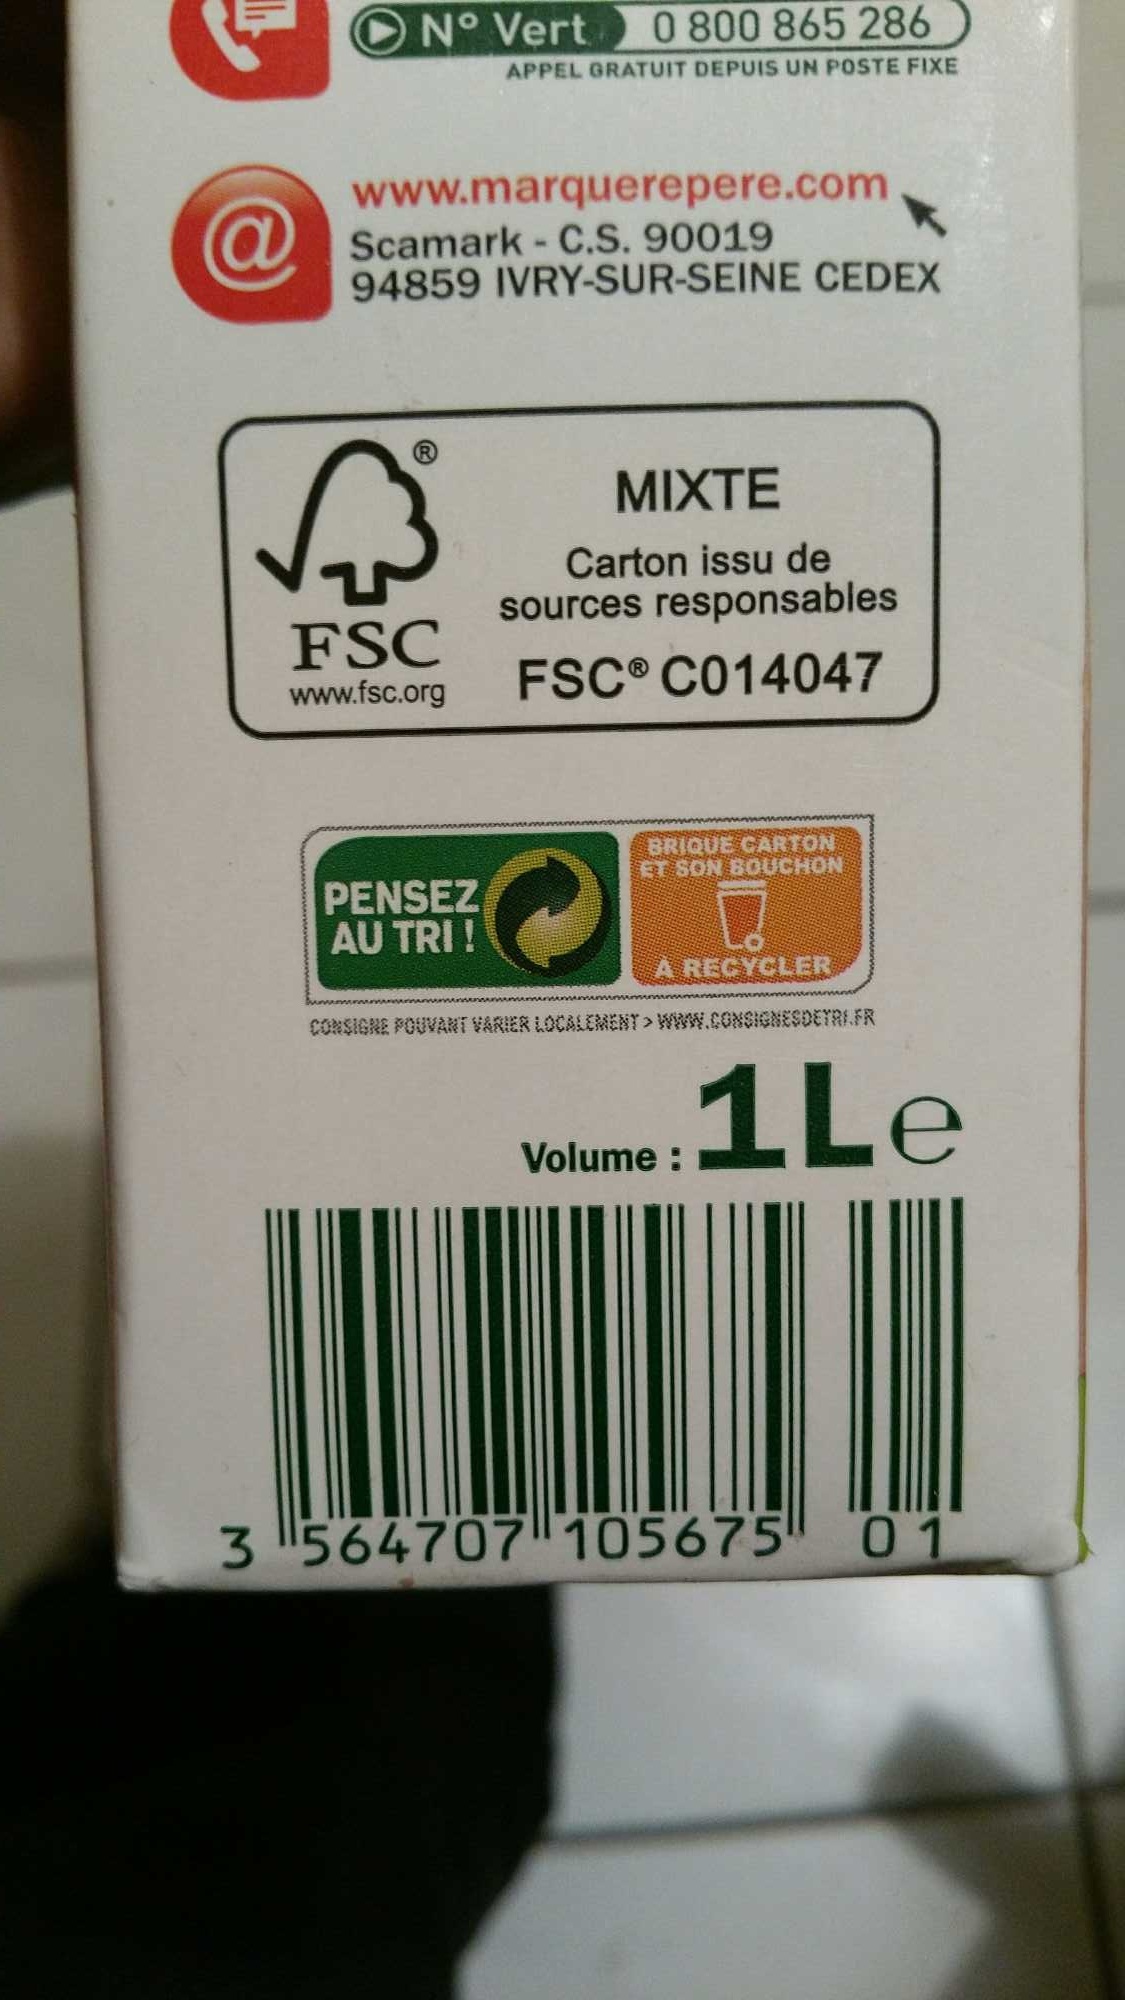 N° Vert 0 800 865 286
APPEL GRATUIT DEPUIS UN POSTE FIXE
@
www.marquerepere.com
Scamark - C.S. 90019
94859 IVRY-SUR-SEINE CEDEX
®
MIXTE
Carton issu de
sources responsables
FSC
www.fsc.org
FSC® C014047
PENSEZ
AU TRI !
BRIQUE CARTON
ET SON BOUCHON
À RECYCLER
CONSIGNE POUVANT VARIER LOCALEMENT > WWW.CONSIGNESDETRI.FR
Volume : 1L e
3 564707 105675 01